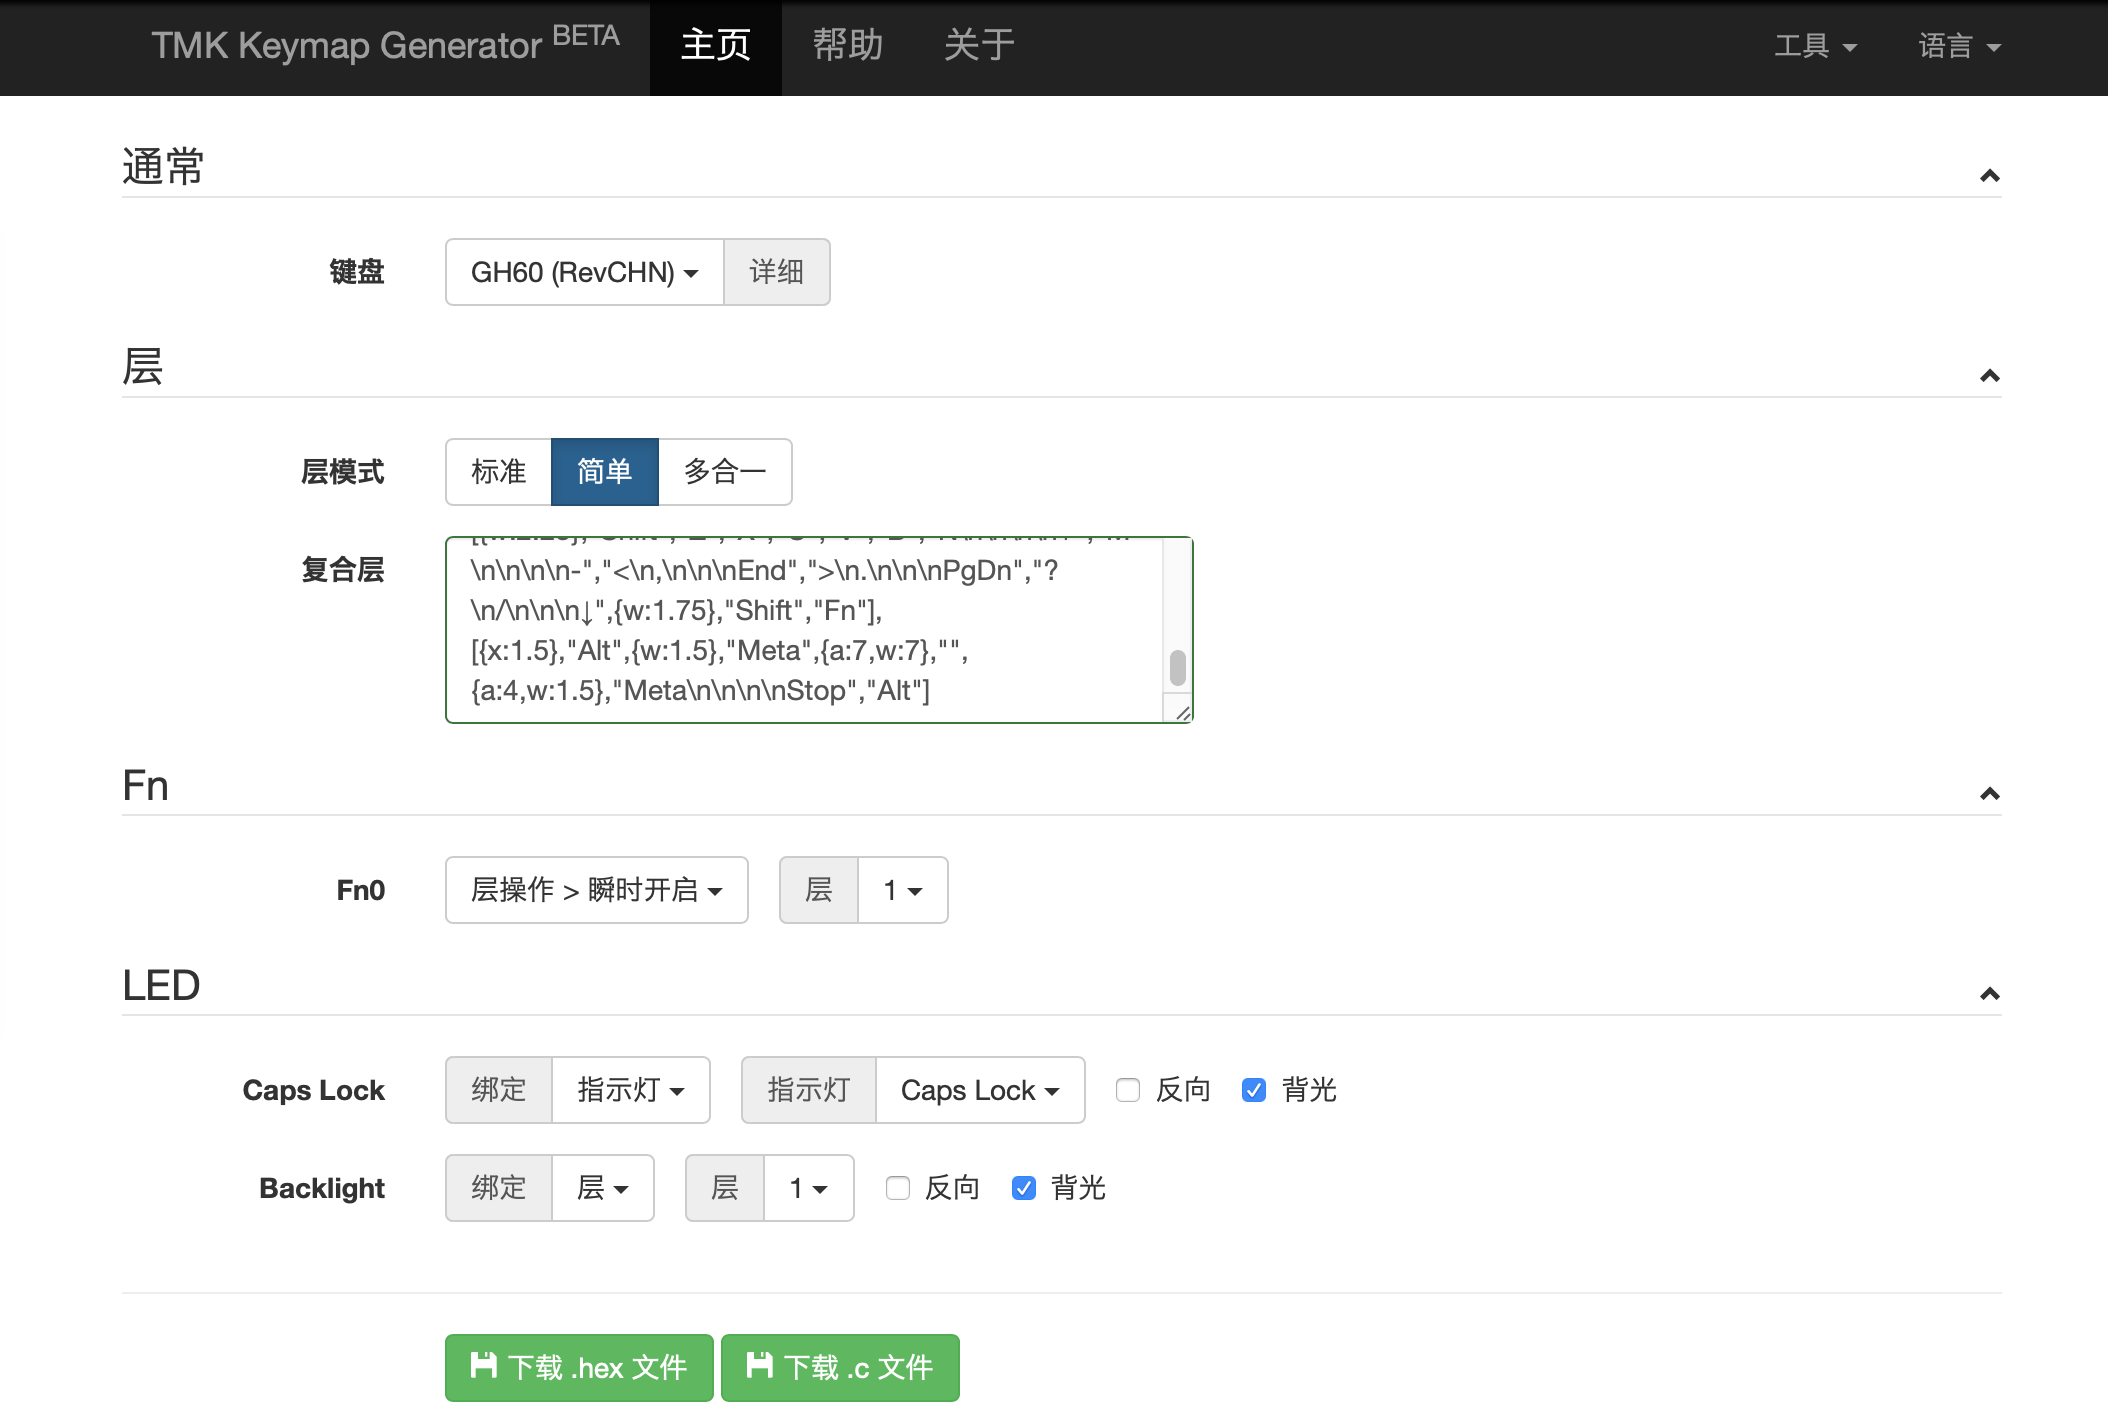 TMK Keymap Generator BETA 主页 帮助 关于 工具 语言
通常
键盘 GH60 (RevCHN) 详细
层
层模式 标准 简单 多合一
复合层
\n\n\n\n-","<\n,\n\n\nEnd",">\n.\n\n\nPgDn","?
\n/\n\n\n↓",{w:1.75},"Shift","Fn"],
[{x:1.5},"Alt",{w:1.5},"Meta",{a:7,w:7},"",
{a:4,w:1.5},"Meta\n\n\n\nStop","Alt"]
Fn
Fn0 层操作 > 瞬时开启 层 1
LED
Caps Lock 绑定 指示灯 指示灯 Caps Lock 反向 背光
Backlight 绑定 层 层 1 反向 背光
下载 .hex 文件 下载 .c 文件